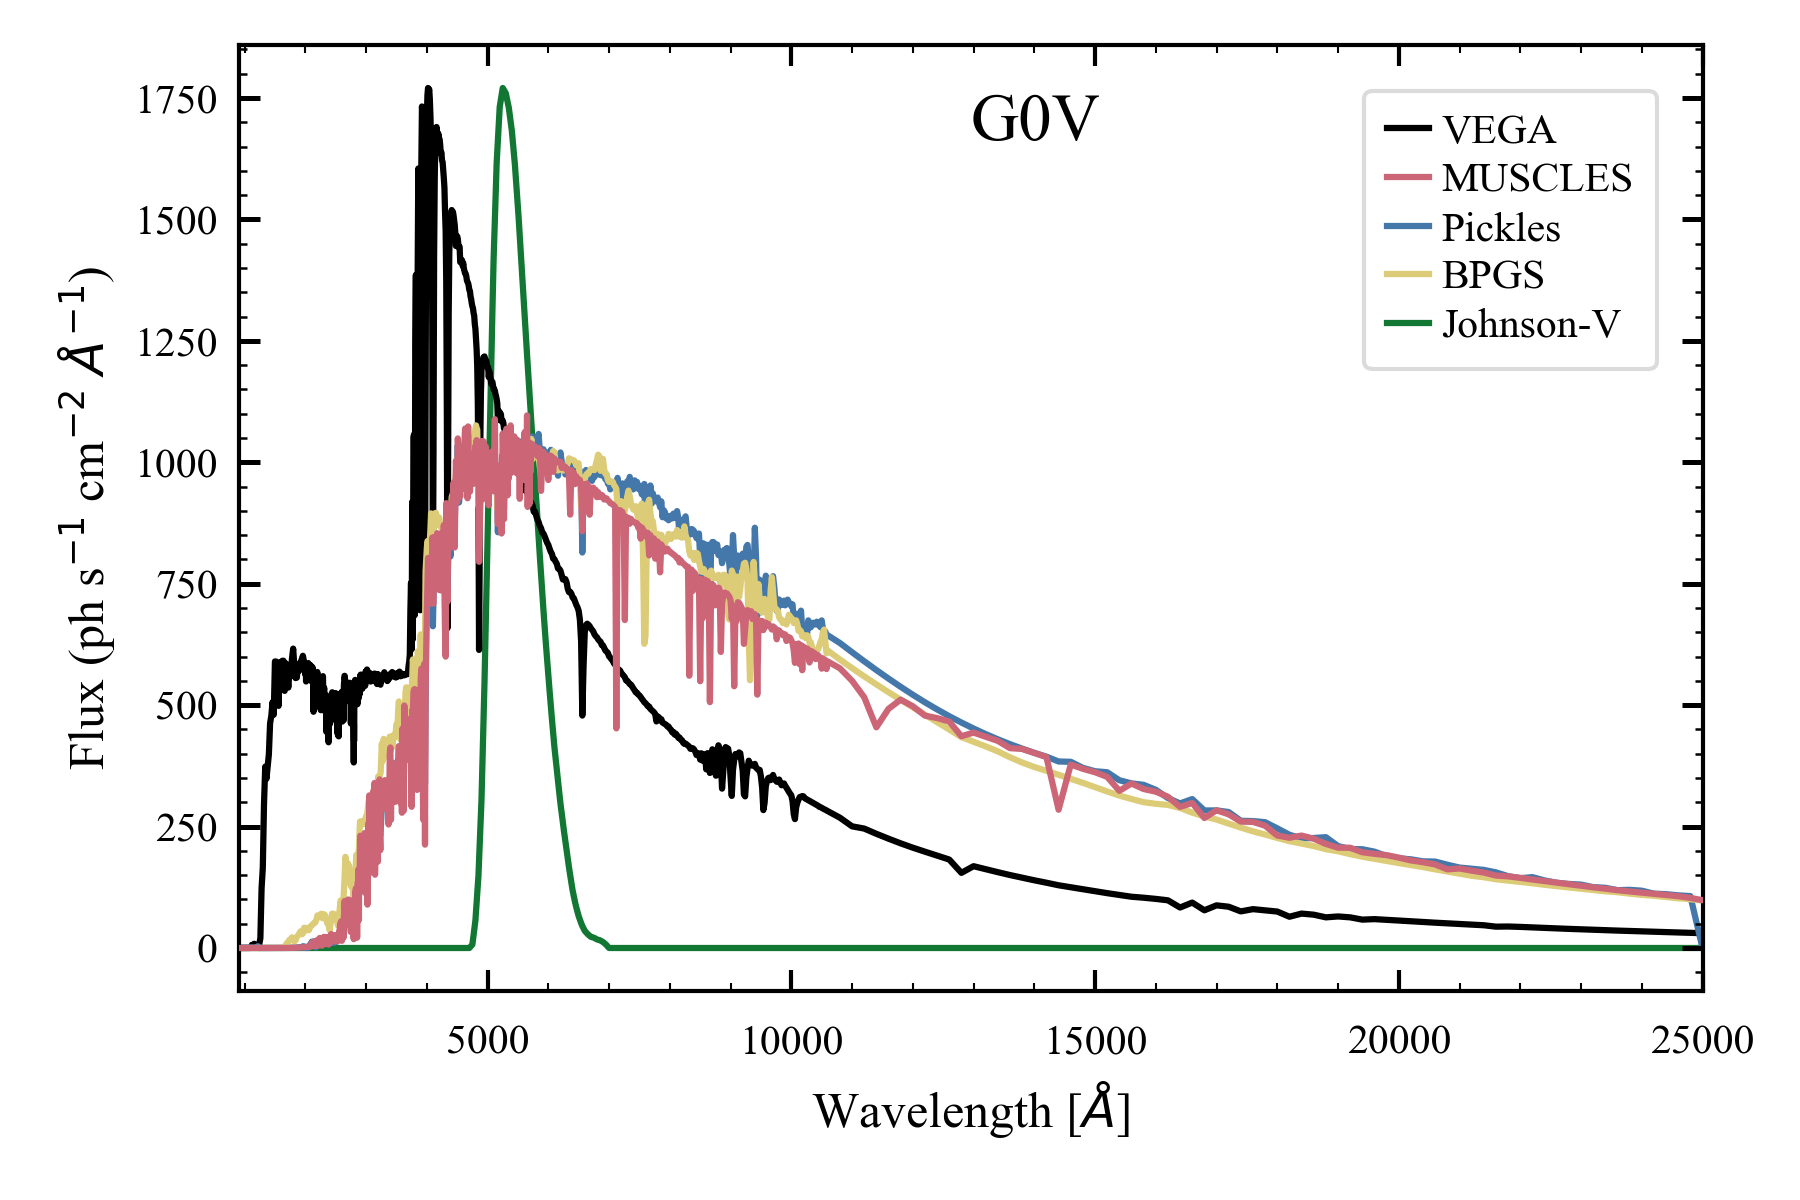 G0V
VEGA
MUSCLES
Pickles
BPGS
Johnson-V
1750
1500
1250
1000
750
500
250
0
Flux (ph s⁻¹ cm⁻² Å⁻¹)
5000 10000 15000 20000 25000
Wavelength [Å]